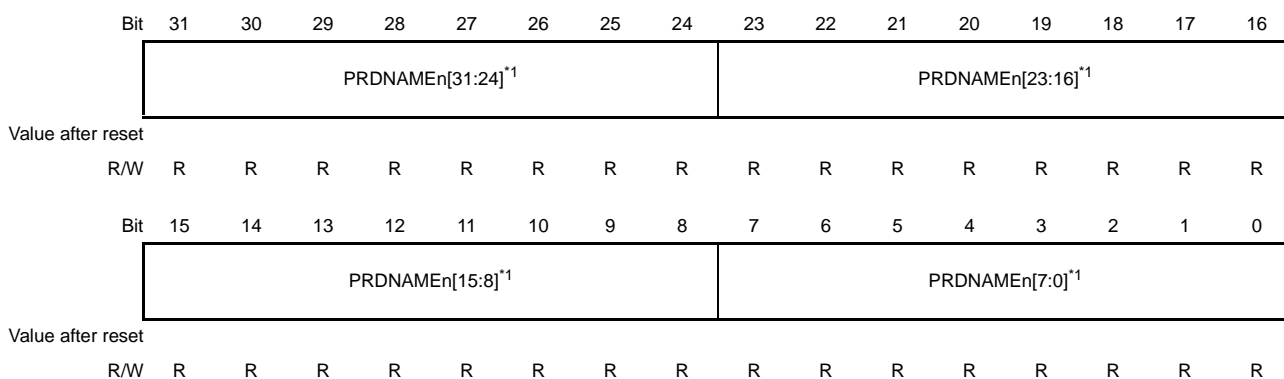 Bit 31 30 29 28 27 26 25 24 23 22 21 20 19 18 17 16
PRDNAMEn[31:24]*1 PRDNAMEn[23:16]*1
Value after reset
R/W R R R R R R R R R R R R R R R R
Bit 15 14 13 12 11 10 9 8 7 6 5 4 3 2 1 0
PRDNAMEn[15:8]*1 PRDNAMEn[7:0]*1
Value after reset
R/W R R R R R R R R R R R R R R R R